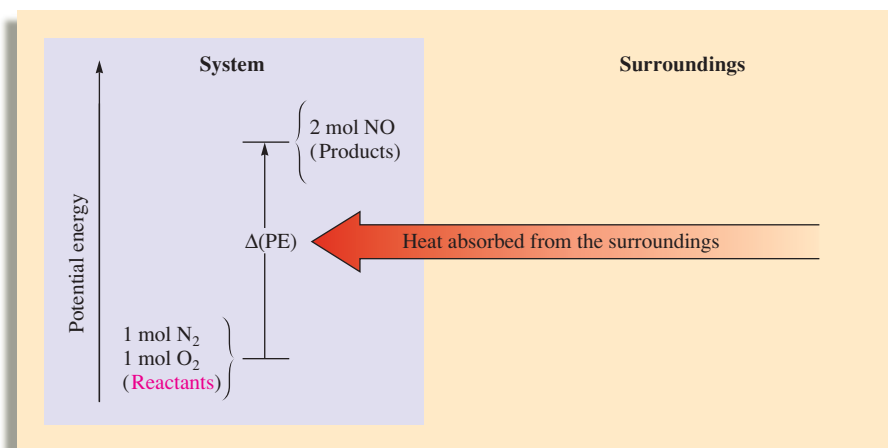 System
Surroundings
2 mol NO
(Products)
Potential energy
Δ(PE)
Heat absorbed from the surroundings
1 mol N₂
1 mol O₂
(Reactants)